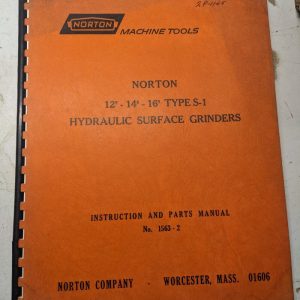 NORTON
MACHINE TOOLS
NORTON
12" - 14" - 16" TYPE S-1
HYDRAULIC SURFACE GRINDERS
INSTRUCTION AND PARTS MANUAL
No. 1563-2
NORTON COMPANY - WORCESTER, MASS. 01606